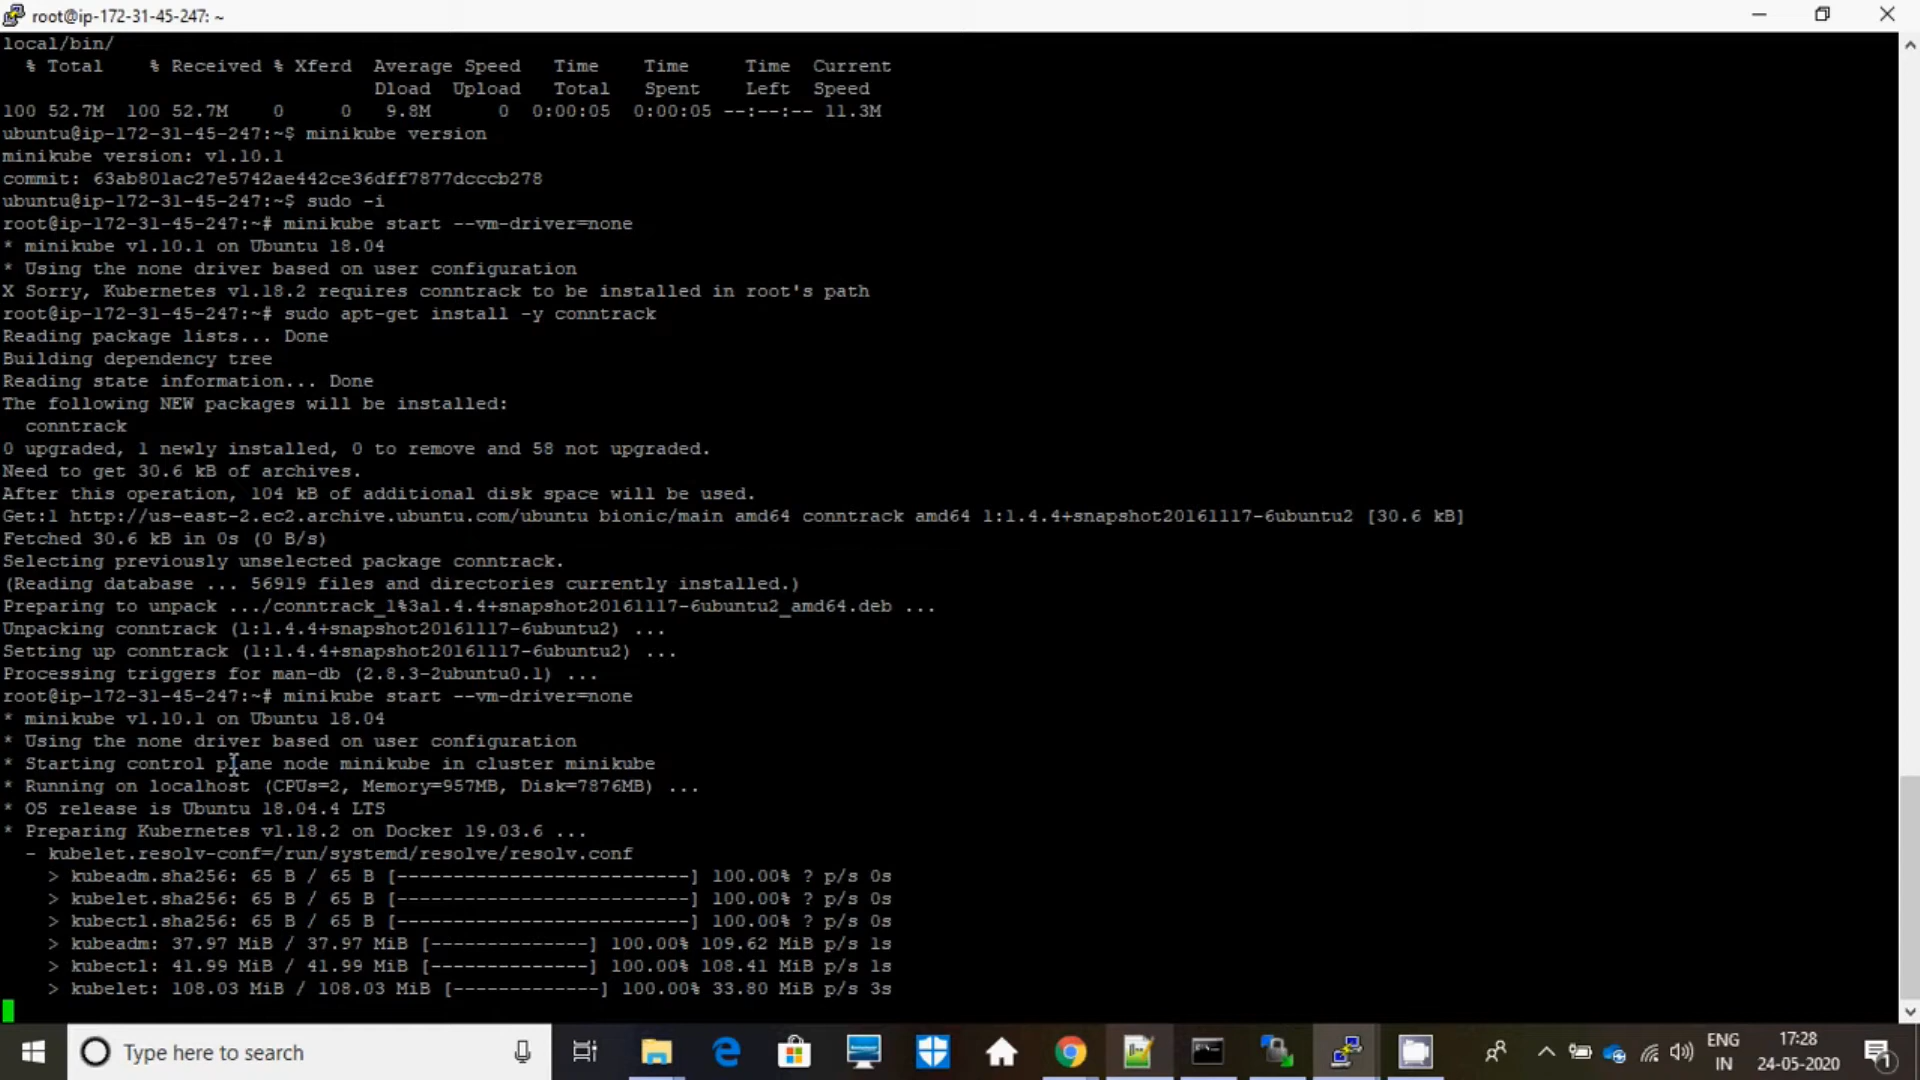 root@ip-172-31-45-247: ~
local/bin/
% Total % Received % Xferd Average Speed Time Time Time Current
Dload Upload Total Spent Left Speed
100 52.7M 100 52.7M 0 0 9.8M 0 0:00:05 0:00:05 --:--:-- 11.3M
ubuntu@ip-172-31-45-247:~$ minikube version
minikube version: v1.10.1
commit: 63ab801ac27e5742ae442ce36dff7877dcccb278
ubuntu@ip-172-31-45-247:~$ sudo -i
root@ip-172-31-45-247:~# minikube start --vm-driver=none
* minikube v1.10.1 on Ubuntu 18.04
* Using the none driver based on user configuration
X Sorry, Kubernetes v1.18.2 requires conntrack to be installed in root's path
root@ip-172-31-45-247:~# sudo apt-get install -y conntrack
Reading package lists... Done
Building dependency tree
Reading state information... Done
The following NEW packages will be installed:
conntrack
0 upgraded, 1 newly installed, 0 to remove and 58 not upgraded.
Need to get 30.6 kB of archives.
After this operation, 104 kB of additional disk space will be used.
Get:1 http://us-east-2.ec2.archive.ubuntu.com/ubuntu bionic/main amd64 conntrack amd64 1:1.4.4+snapshot20161117-6ubuntu2 [30.6 kB]
Fetched 30.6 kB in 0s (0 B/s)
Selecting previously unselected package conntrack.
(Reading database ... 56919 files and directories currently installed.)
Preparing to unpack .../conntrack_1%3a1.4.4+snapshot20161117-6ubuntu2_amd64.deb ...
Unpacking conntrack (1:1.4.4+snapshot20161117-6ubuntu2) ...
Setting up conntrack (1:1.4.4+snapshot20161117-6ubuntu2) ...
Processing triggers for man-db (2.8.3-2ubuntu0.1) ...
root@ip-172-31-45-247:~# minikube start --vm-driver=none
* minikube v1.10.1 on Ubuntu 18.04
* Using the none driver based on user configuration
* Starting control plane node minikube in cluster minikube
* Running on localhost (CPUs=2, Memory=957MB, Disk=7876MB) ...
* OS release is Ubuntu 18.04.4 LTS
* Preparing Kubernetes v1.18.2 on Docker 19.03.6 ...
- kubelet.resolv-conf=/run/systemd/resolve/resolv.conf
> kubeadm.sha256: 65 B / 65 B [--------------------------] 100.00% ? p/s 0s
> kubelet.sha256: 65 B / 65 B [--------------------------] 100.00% ? p/s 0s
> kubectl.sha256: 65 B / 65 B [--------------------------] 100.00% ? p/s 0s
> kubeadm: 37.97 MiB / 37.97 MiB [--------------] 100.00% 109.62 MiB p/s 1s
> kubectl: 41.99 MiB / 41.99 MiB [--------------] 100.00% 108.41 MiB p/s 1s
> kubelet: 108.03 MiB / 108.03 MiB [-------------] 100.00% 33.80 MiB p/s 3s
Type here to search
ENG
IN
17:28
24-05-2020
1